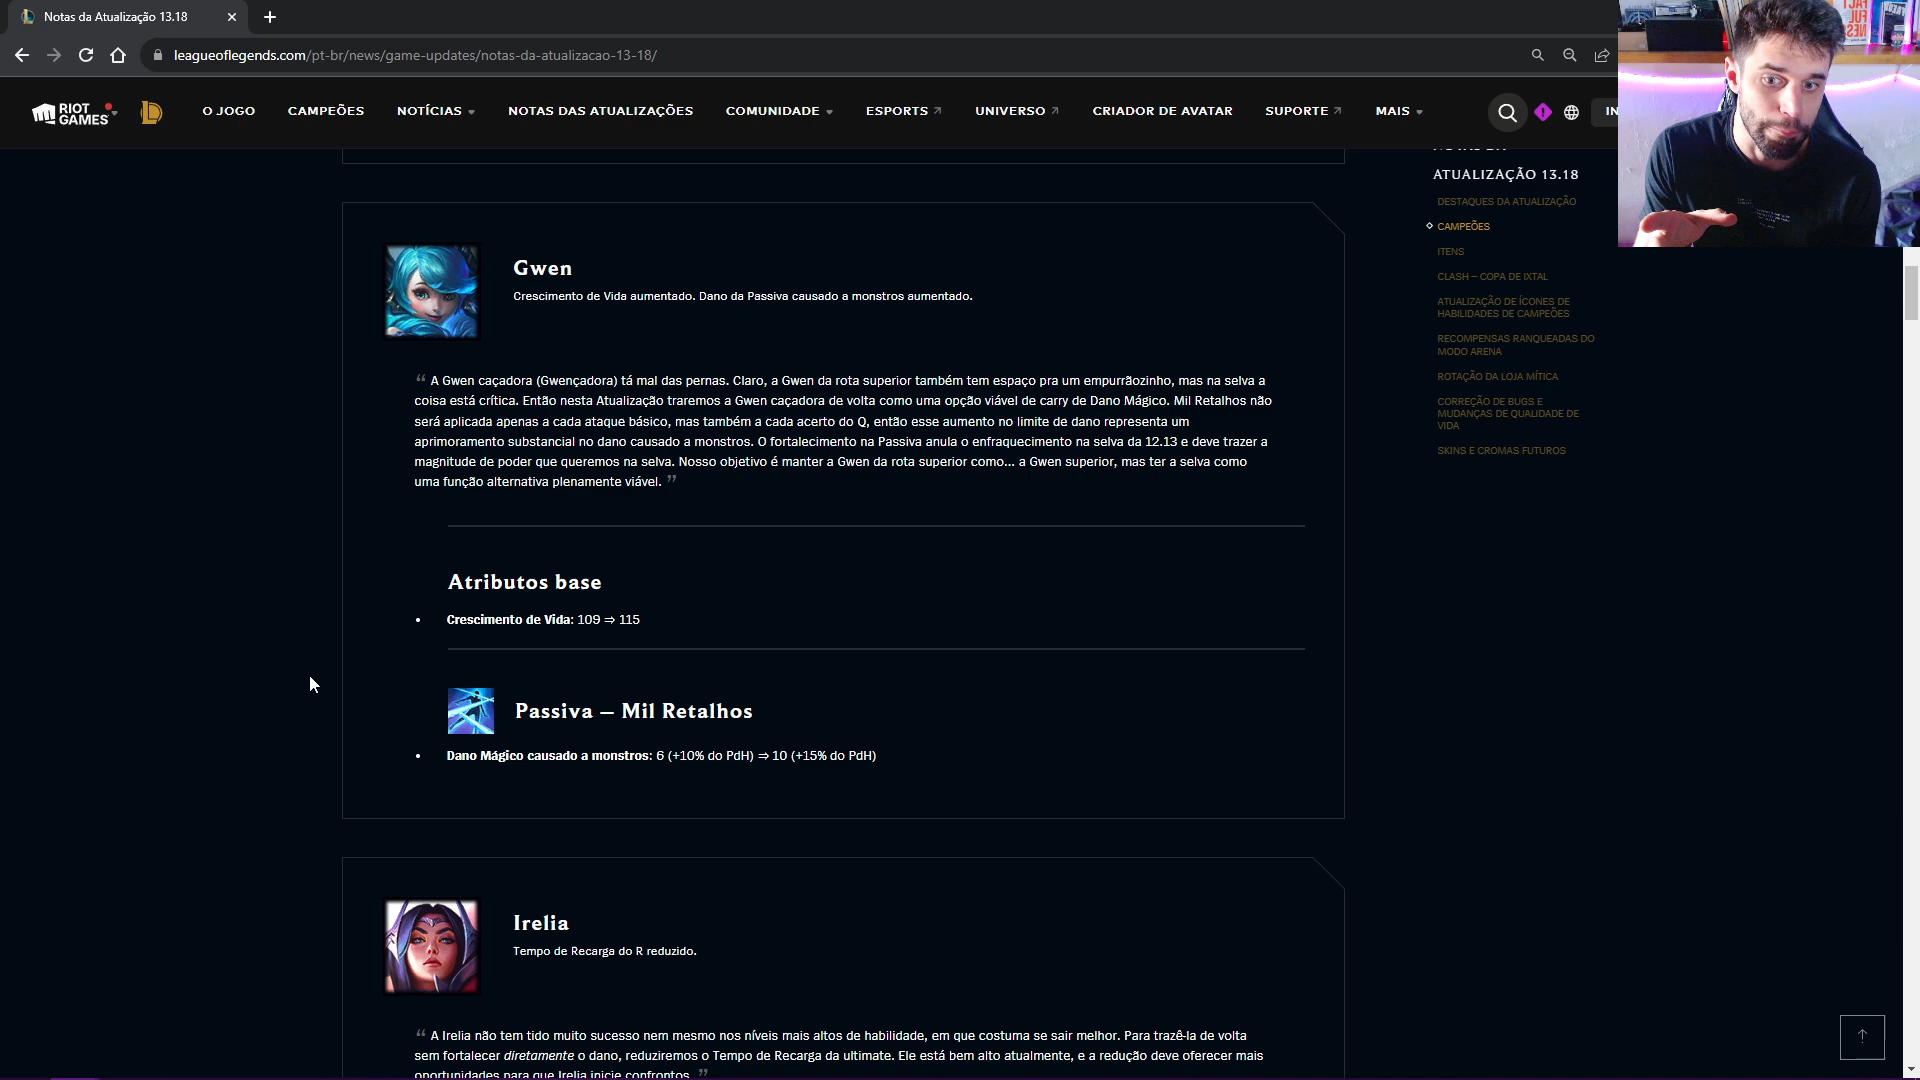 Notas da Atualização 13.18
leagueoflegends.com/pt-br/news/game-updates/notas-da-atualizacao-13-18/
RIOT GAMES
O JOGO
CAMPEÕES
NOTÍCIAS
NOTAS DAS ATUALIZAÇÕES
COMUNIDADE
ESPORTS
UNIVERSO
CRIADOR DE AVATAR
SUPORTE
MAIS
IN
ATUALIZAÇÃO 13.18
DESTAQUES DA ATUALIZAÇÃO
CAMPEÕES
ITENS
CLASH – COPA DE IXTAL
ATUALIZAÇÃO DE ÍCONES DE
HABILIDADES DE CAMPEÕES
RECOMPENSAS RANQUEADAS DO
MODO ARENA
ROTAÇÃO DA LOJA MÍTICA
CORREÇÃO DE BUGS E
MUDANÇAS DE QUALIDADE DE
VIDA
SKINS E CROMAS FUTUROS
Gwen
Crescimento de Vida aumentado. Dano da Passiva causado a monstros aumentado.
“ A Gwen caçadora (Gwençadora) tá mal das pernas. Claro, a Gwen da rota superior também tem espaço pra um empurrãozinho, mas na selva a
coisa está crítica. Então nesta Atualização traremos a Gwen caçadora de volta como uma opção viável de carry de Dano Mágico. Mil Retalhos não
será aplicada apenas a cada ataque básico, mas também a cada acerto do Q, então esse aumento no limite de dano representa um
aprimoramento substancial no dano causado a monstros. O fortalecimento na Passiva anula o enfraquecimento na selva da 12.13 e deve trazer a
magnitude de poder que queremos na selva. Nosso objetivo é manter a Gwen da rota superior como... a Gwen superior, mas ter a selva como
uma função alternativa plenamente viável. ”
Atributos base
• Crescimento de Vida: 109 ⇒ 115
Passiva – Mil Retalhos
• Dano Mágico causado a monstros: 6 (+10% do PdH) ⇒ 10 (+15% do PdH)
Irelia
Tempo de Recarga do R reduzido.
“ A Irelia não tem tido muito sucesso nem mesmo nos níveis mais altos de habilidade, em que costuma se sair melhor. Para trazê-la de volta
sem fortalecer diretamente o dano, reduziremos o Tempo de Recarga da ultimate. Ele está bem alto atualmente, e a redução deve oferecer mais
oportunidades para que Irelia inicie confrontos. ”